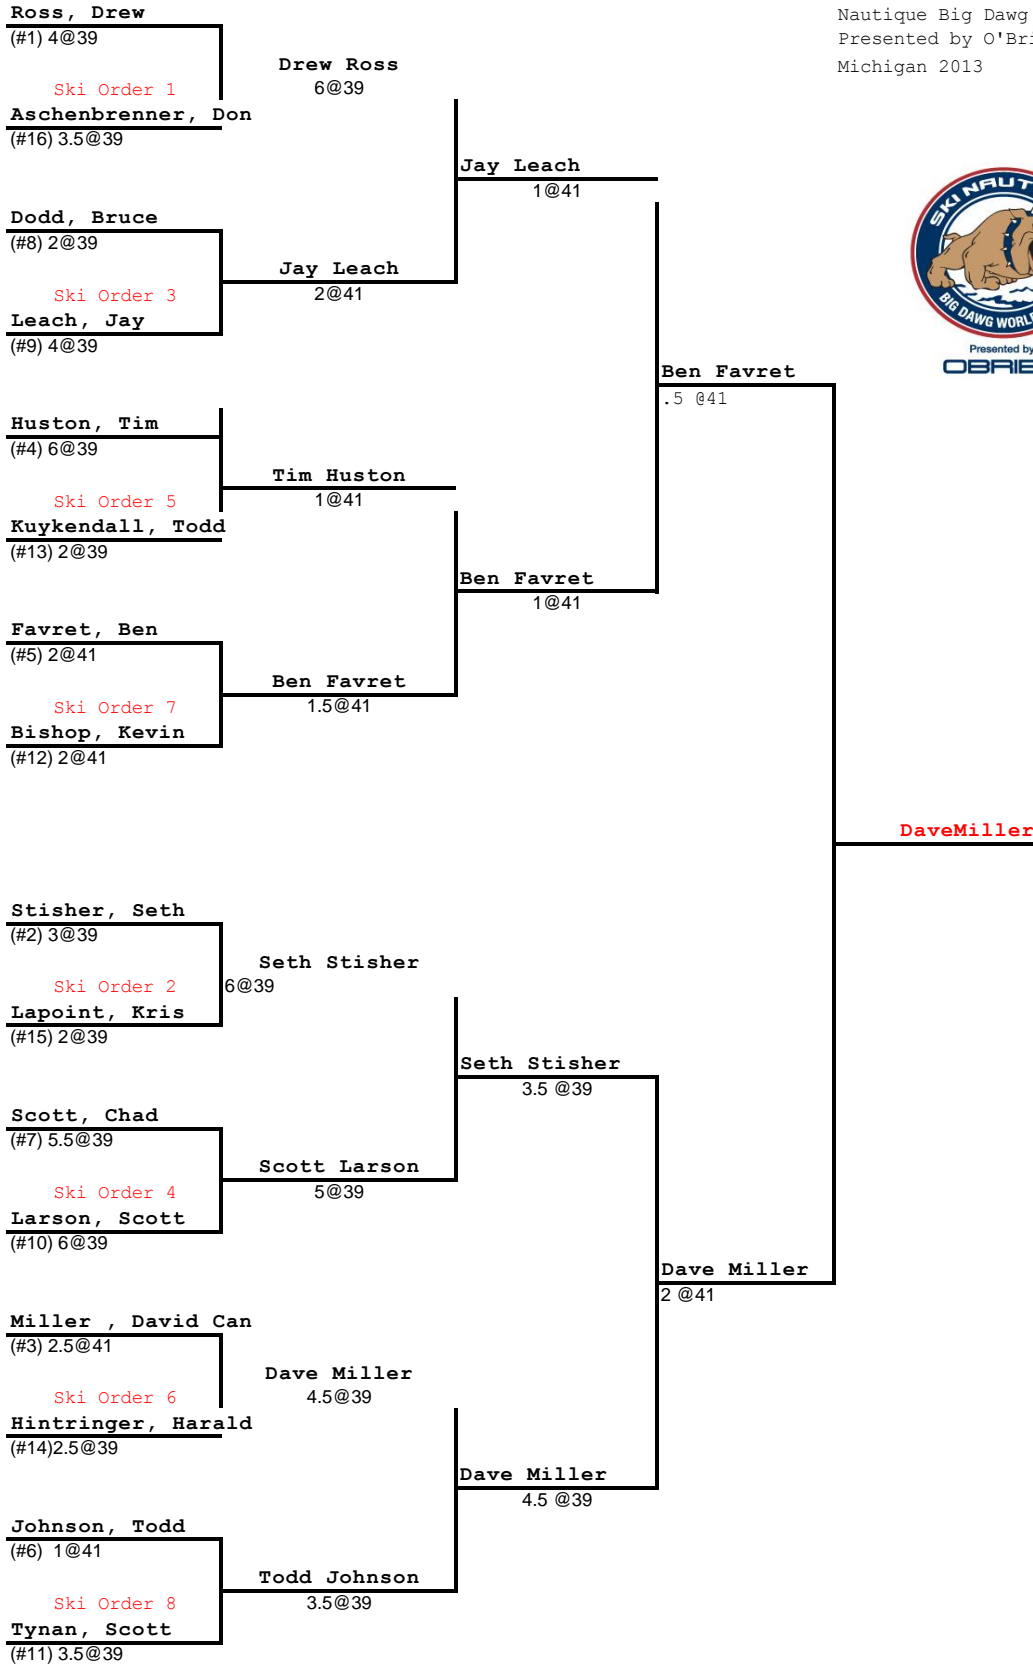 Ross, Drew
(#1) 4@39
Nautique Big Dawg
Presented by O'Bri
Michigan 2013
Drew Ross
6@39
Ski Order 1
Aschenbrenner, Don
(#16) 3.5@39
Jay Leach
1@41
SKI NAUT
BIG DAWG WORL
Presented by
OBRIE
Dodd, Bruce
(#8) 2@39
Jay Leach
2@41
Ski Order 3
Leach, Jay
(#9) 4@39
Ben Favret
.5 @41
Huston, Tim
(#4) 6@39
Tim Huston
1@41
Ski Order 5
Kuykendall, Todd
(#13) 2@39
Ben Favret
1@41
Favret, Ben
(#5) 2@41
Ben Favret
1.5@41
Ski Order 7
Bishop, Kevin
(#12) 2@41
DaveMiller
Stisher, Seth
(#2) 3@39
Seth Stisher
6@39
Ski Order 2
Lapoint, Kris
(#15) 2@39
Seth Stisher
3.5 @39
Scott, Chad
(#7) 5.5@39
Scott Larson
5@39
Ski Order 4
Larson, Scott
(#10) 6@39
Dave Miller
2 @41
Miller , David Can
(#3) 2.5@41
Dave Miller
4.5@39
Ski Order 6
Hintringer, Harald
(#14)2.5@39
Dave Miller
4.5 @39
Johnson, Todd
(#6) 1@41
Todd Johnson
3.5@39
Ski Order 8
Tynan, Scott
(#11) 3.5@39